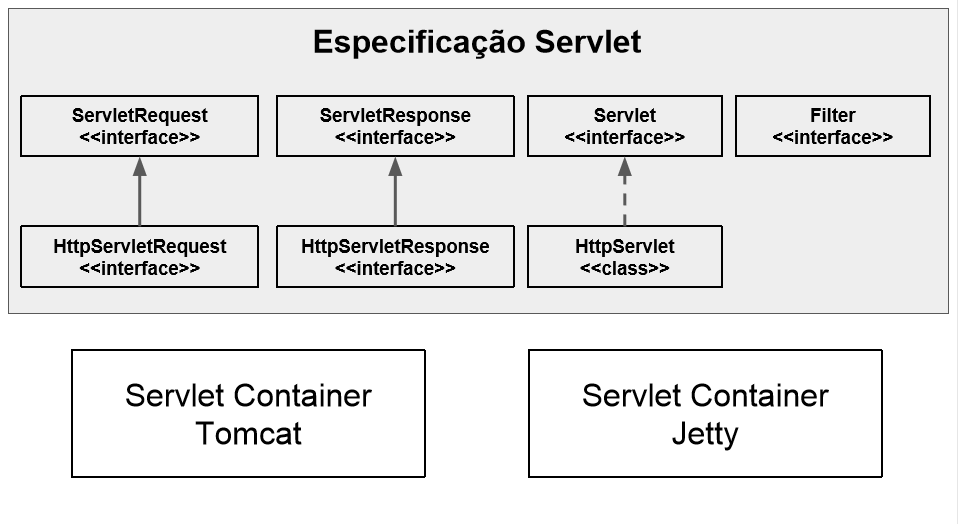 Especificação Servlet
ServletRequest
<<interface>>
ServletResponse
<<interface>>
Servlet
<<interface>>
Filter
<<interface>>
HttpServletRequest
<<interface>>
HttpServletResponse
<<interface>>
HttpServlet
<<class>>
Servlet Container
Tomcat
Servlet Container
Jetty